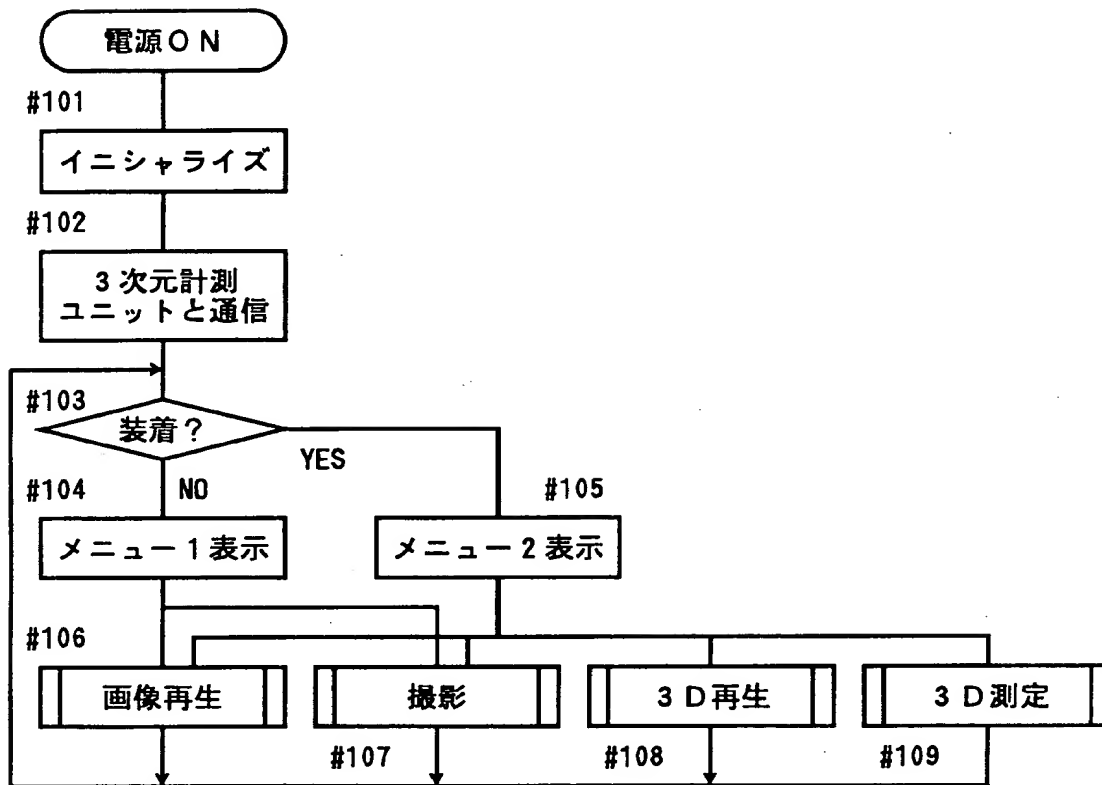 電源ON
#101
イニシャライズ
#102
3次元計測
ユニットと通信
#103
装着?
YES
#104
NO
#105
メニュー1表示
メニュー2表示
#106
画像再生
撮影
3D再生
3D測定
#107
#108
#109